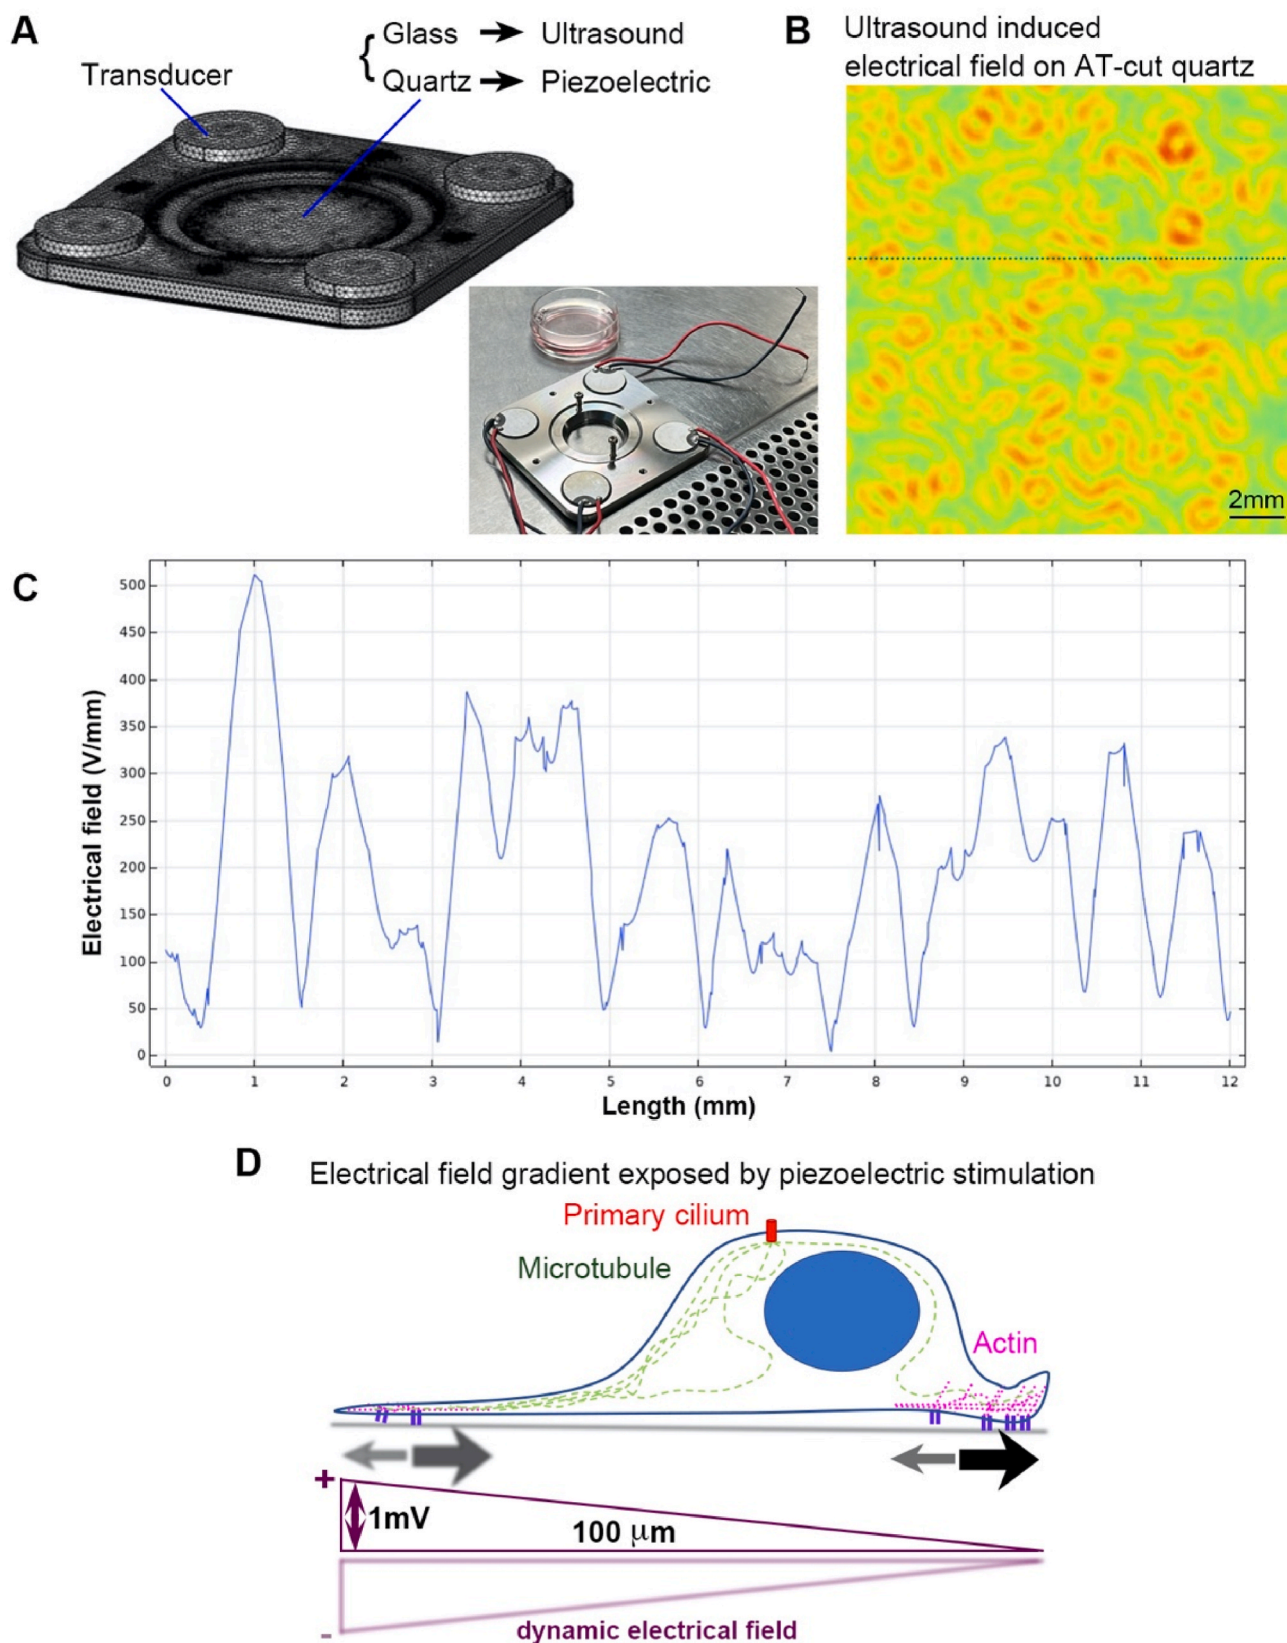 A
Glass → Ultrasound
Transducer
{
Quartz → Piezoelectric
B
Ultrasound induced
electrical field on AT-cut quartz
2mm
C
Electrical field (V/mm)
500
450
400
350
300
250
200
150
100
50
0
0 1 2 3 4 5 6 7 8 9 10 11 12
Length (mm)
D
Electrical field gradient exposed by piezoelectric stimulation
Primary cilium
Microtubule
Actin
+
1mV
100 μm
-
dynamic electrical field